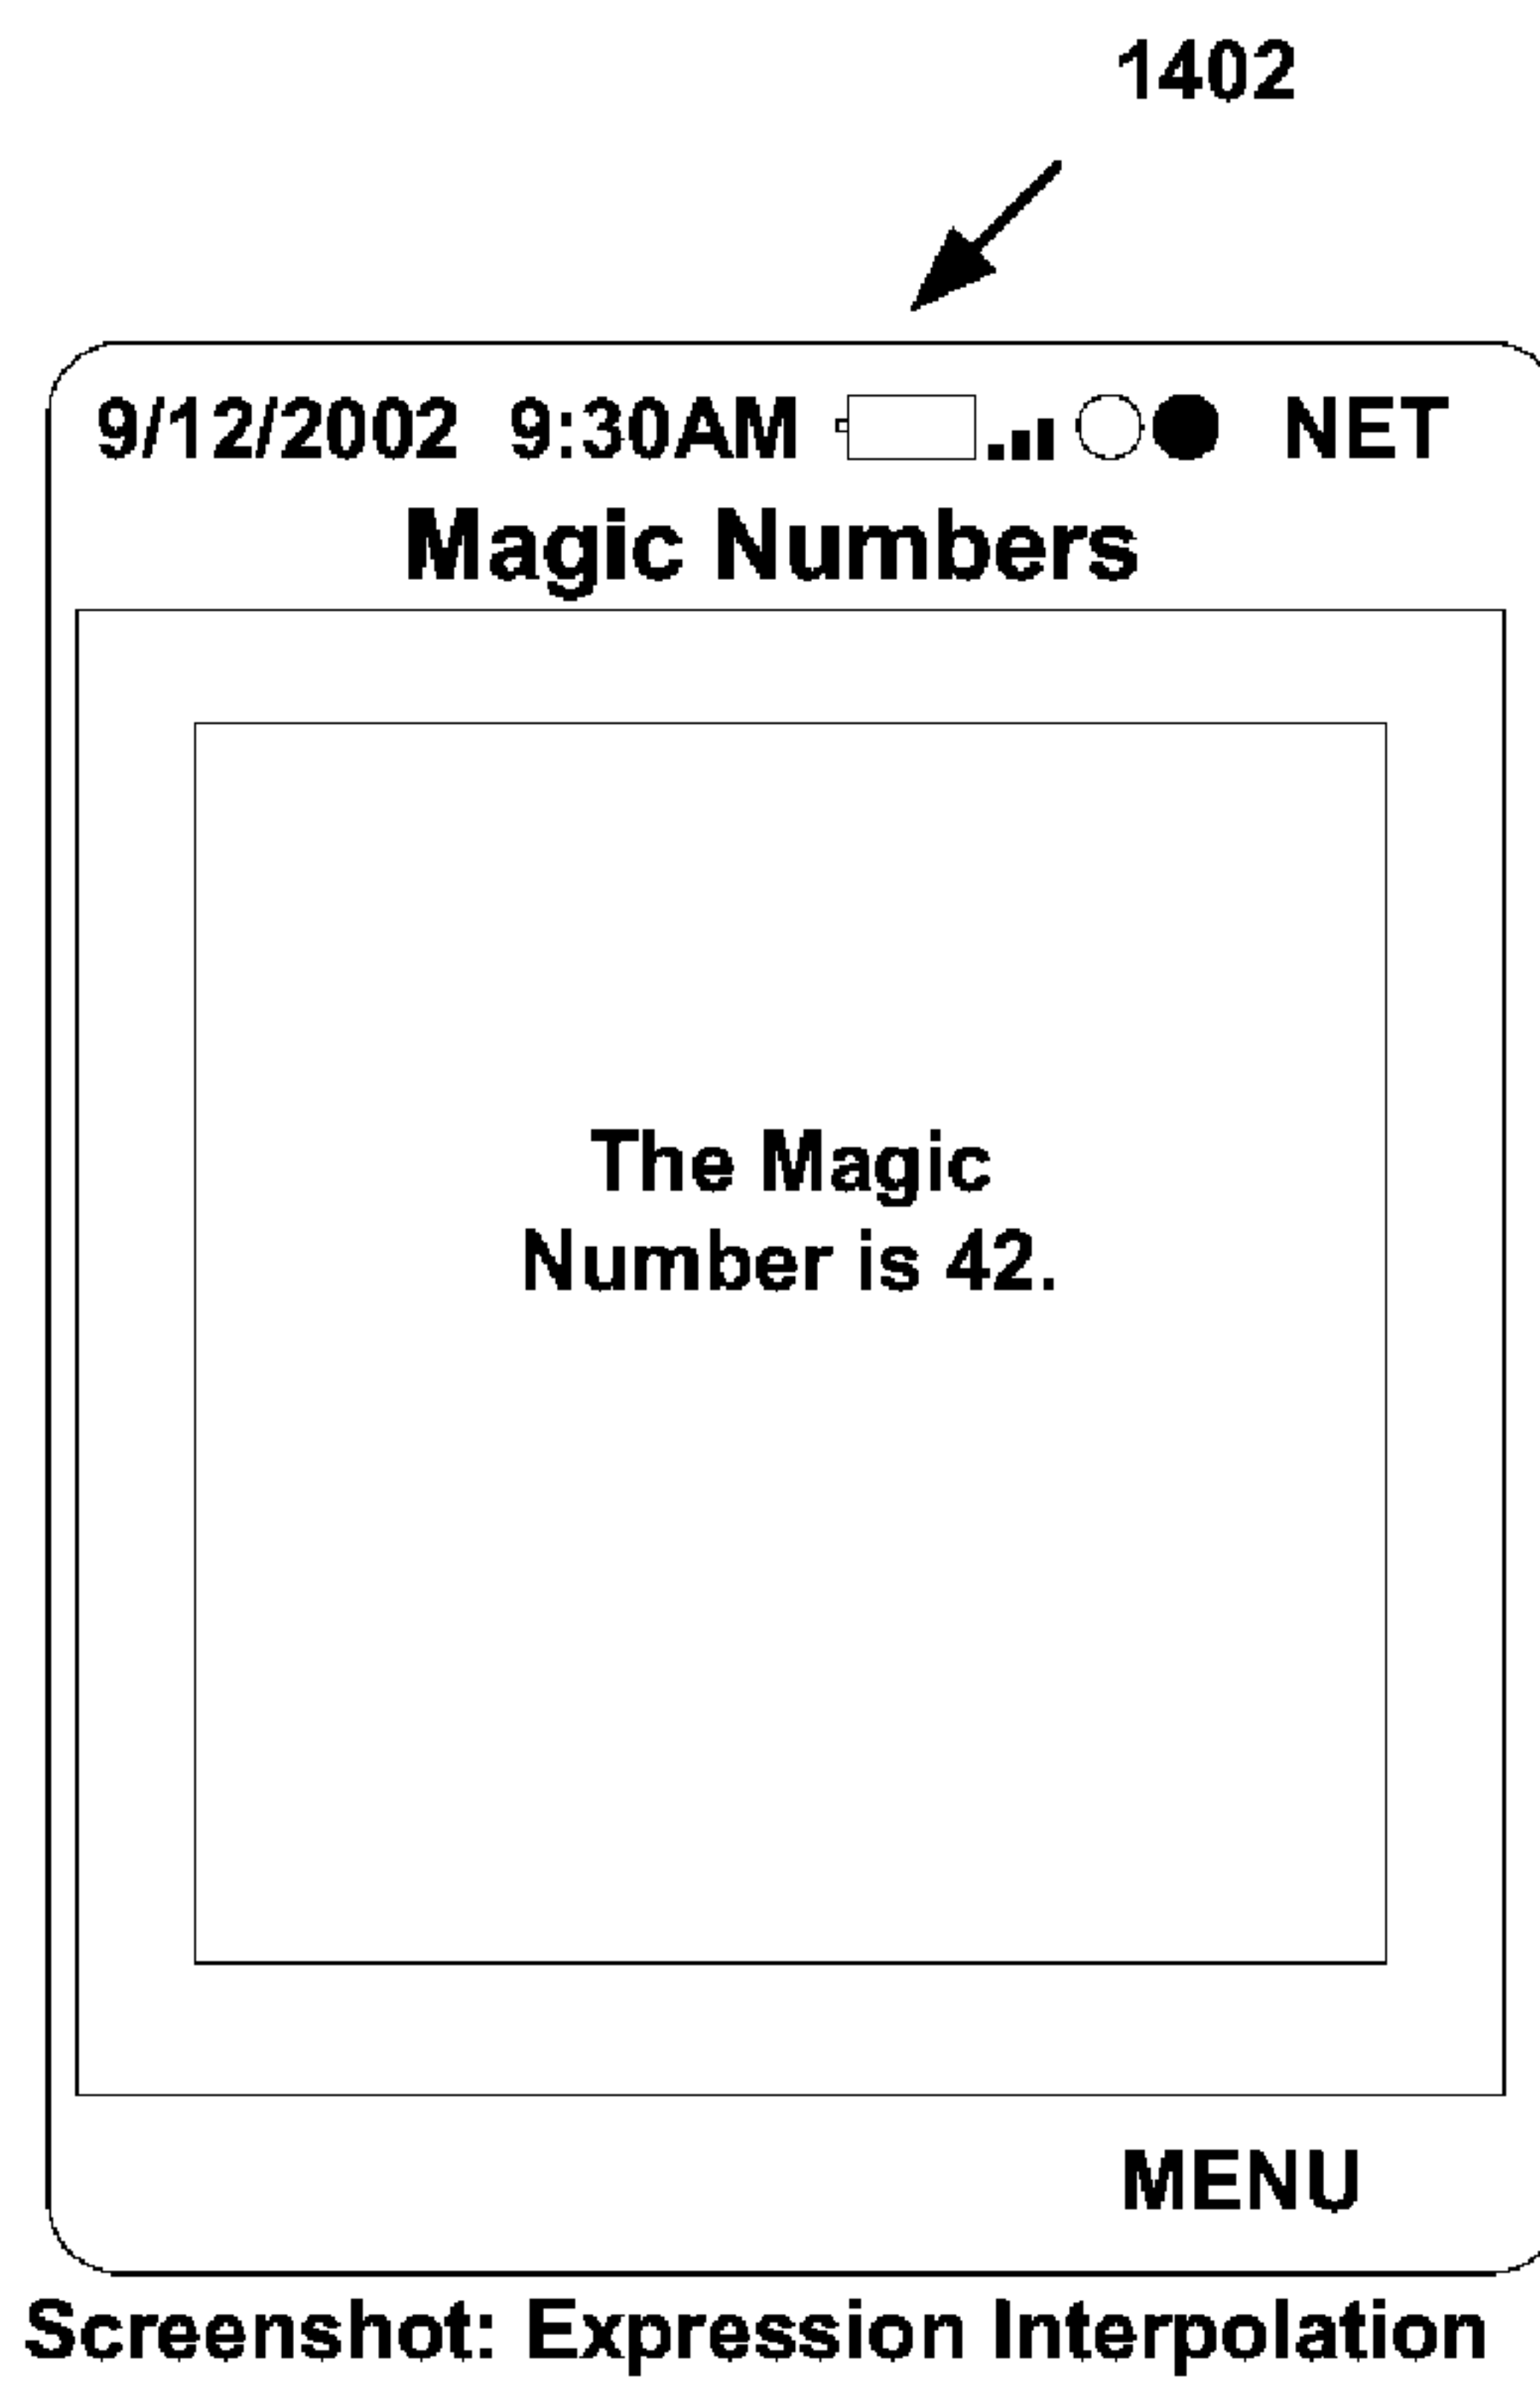 1402
9/12/2002 9:30AM NET
Magic Numbers
The Magic
Number is 42.
MENU
Screenshot: Expression Interpolation